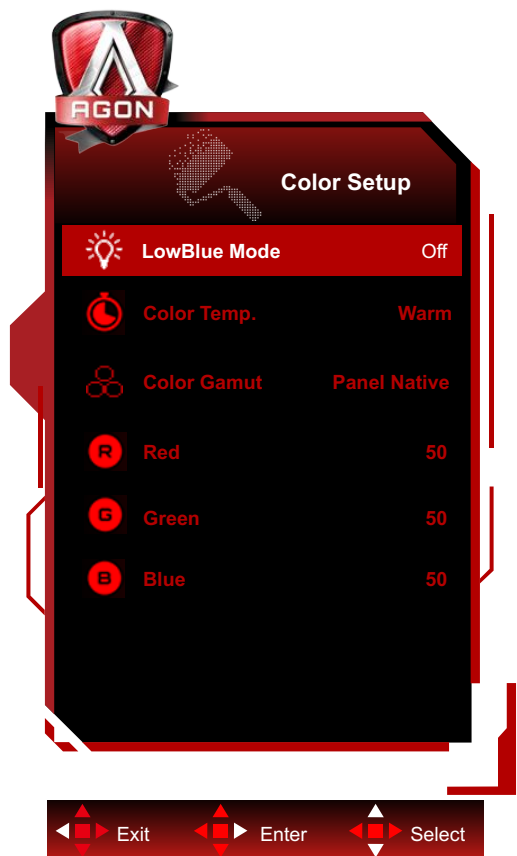 AGON
Color Setup
LowBlue Mode Off
Color Temp. Warm
Color Gamut Panel Native
R Red 50
G Green 50
B Blue 50
Exit Enter Select